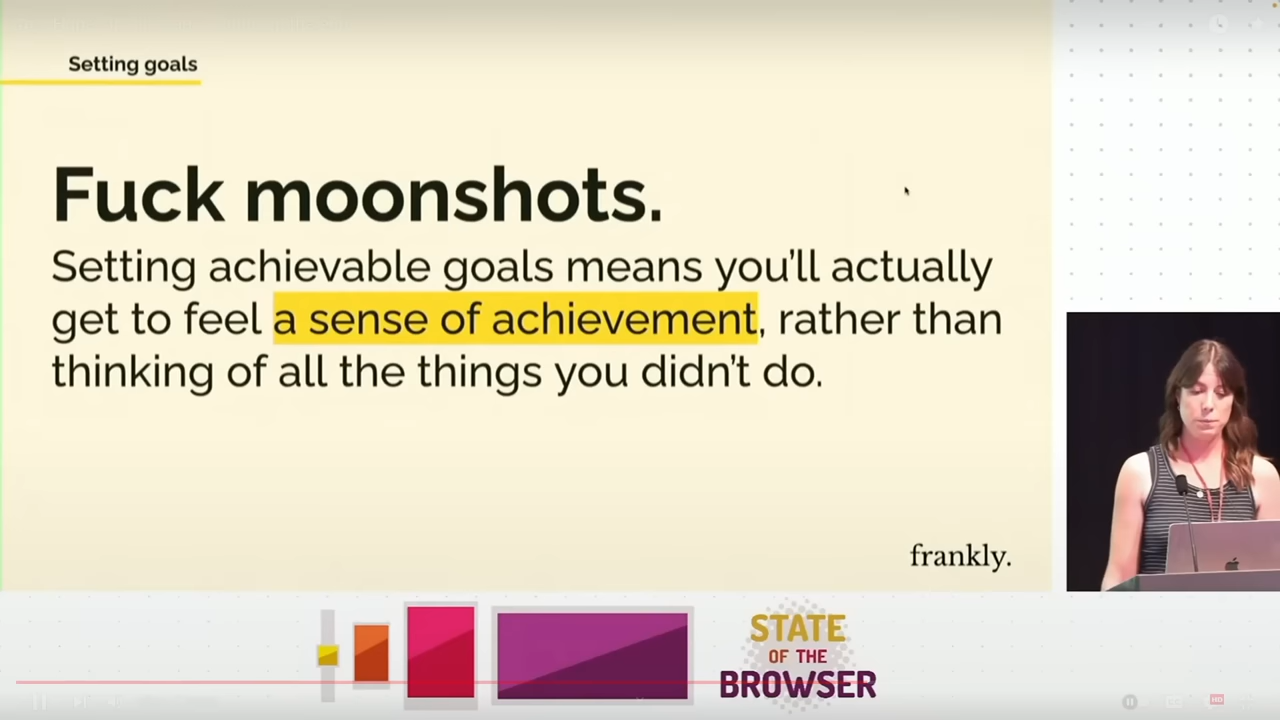 Setting goals
Fuck moonshots.
Setting achievable goals means you'll actually
get to feel a sense of achievement, rather than
thinking of all the things you didn't do.
frankly.
STATE
OF THE
BROWSER
HD